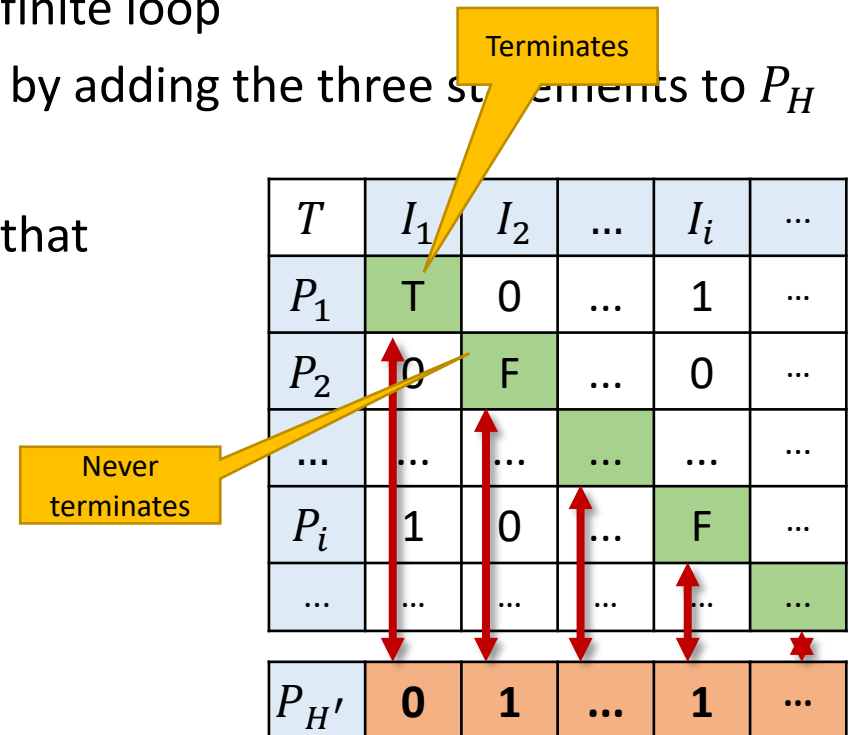 finite loop
Terminates
by adding the three statements to P_H
that
T I_1 I_2 ... I_i ...
P_1 T 0 ... 1 ...
P_2 0 F ... 0 ...
Never
terminates
... ... ... ... ... ...
P_i 1 0 ... F ...
... ... ... ... ... ...
P_H' 0 1 ... 1 ...